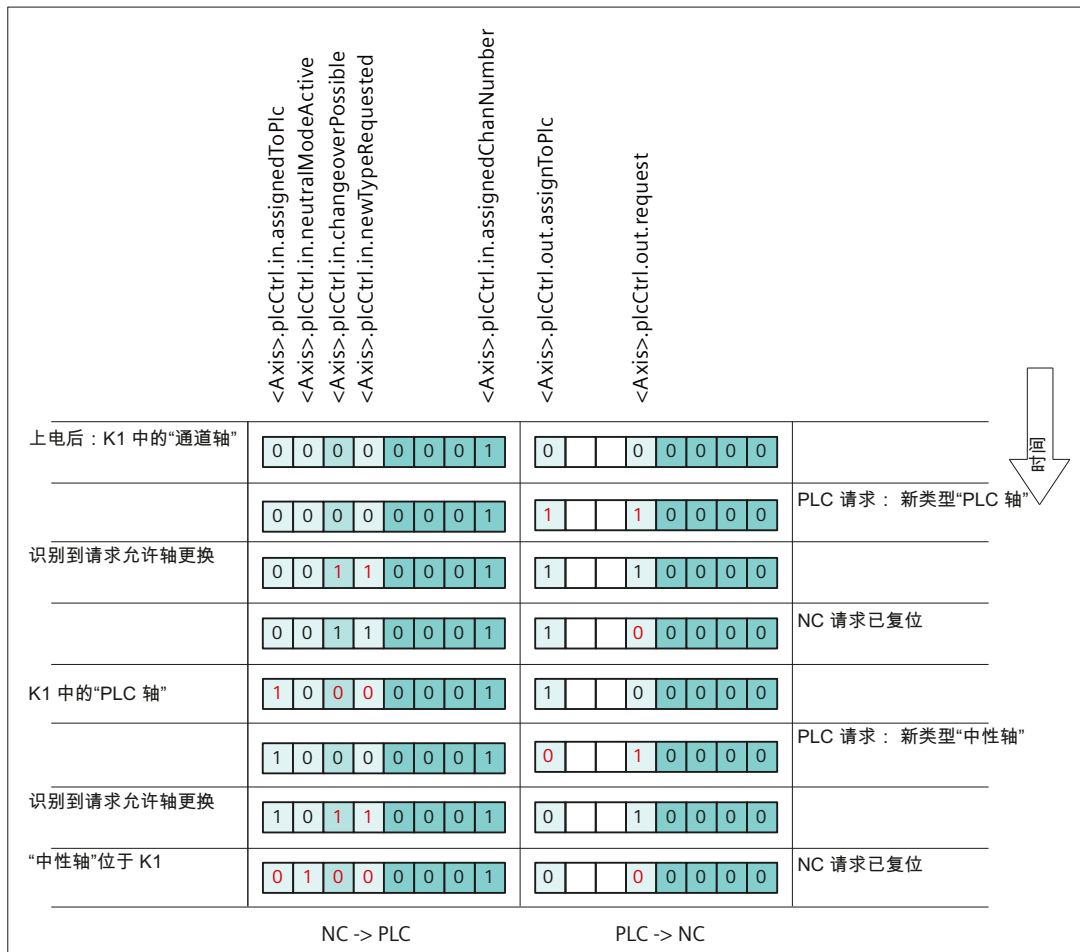 <Axis>.plcCtrl.in.assignedToPlc
<Axis>.plcCtrl.in.neutralModeActive
<Axis>.plcCtrl.in.changeoverPossible
<Axis>.plcCtrl.in.newTypeRequested
<Axis>.plcCtrl.in.assignedChanNumber
<Axis>.plcCtrl.out.assignToPlc
<Axis>.plcCtrl.out.request
时间
上电后：K1 中的“通道轴”
0 0 0 0 0 0 0 1
0 0 0 0 0 0
0 0 0 0 0 0 0 1
1 1 0 0 0 0
PLC 请求： 新类型“PLC 轴”
识别到请求允许轴更换
0 0 1 1 0 0 0 1
1 1 0 0 0 0
0 0 1 1 0 0 0 1
1 0 0 0 0 0
NC 请求已复位
K1 中的“PLC 轴”
1 0 0 0 0 0 0 1
1 0 0 0 0 0
1 0 0 0 0 0 0 1
0 1 0 0 0 0
PLC 请求： 新类型“中性轴”
识别到请求允许轴更换
1 0 1 1 0 0 0 1
0 1 0 0 0 0
“中性轴”位于 K1
0 1 0 0 0 0 0 1
0 0 0 0 0 0
NC 请求已复位
NC -> PLC
PLC -> NC